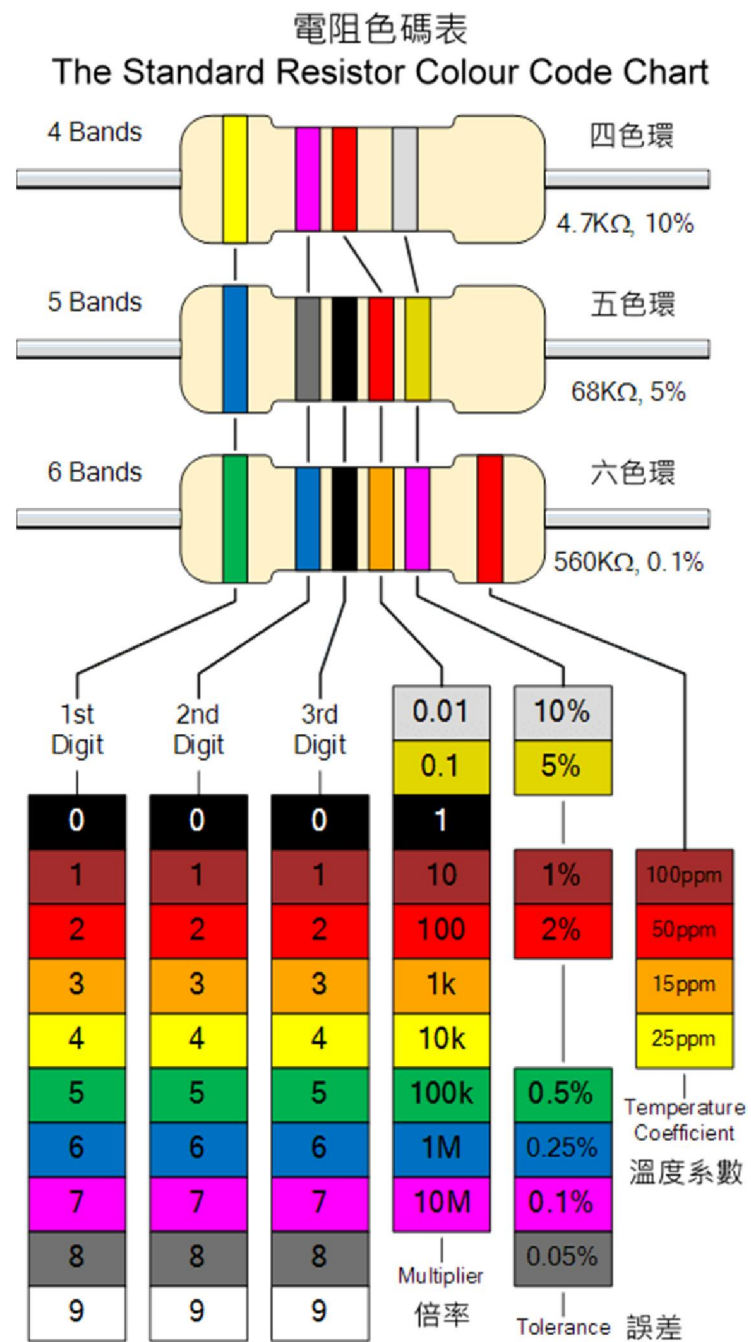 電阻色碼表
The Standard Resistor Colour Code Chart
4 Bands
四色環
4.7KΩ, 10%
5 Bands
五色環
68KΩ, 5%
6 Bands
六色環
560KΩ, 0.1%
1st Digit
2nd Digit
3rd Digit
0.01 10%
0.1 5%
0 0 0 1
1 1 1 10 1% 100ppm
2 2 2 100 2% 50ppm
3 3 3 1k 15ppm
4 4 4 10k 25ppm
5 5 5 100k 0.5%
6 6 6 1M 0.25%
7 7 7 10M 0.1%
8 8 8 0.05%
9 9 9
Temperature
Coefficient
溫度系數
Multiplier
倍率
Tolerance 誤差